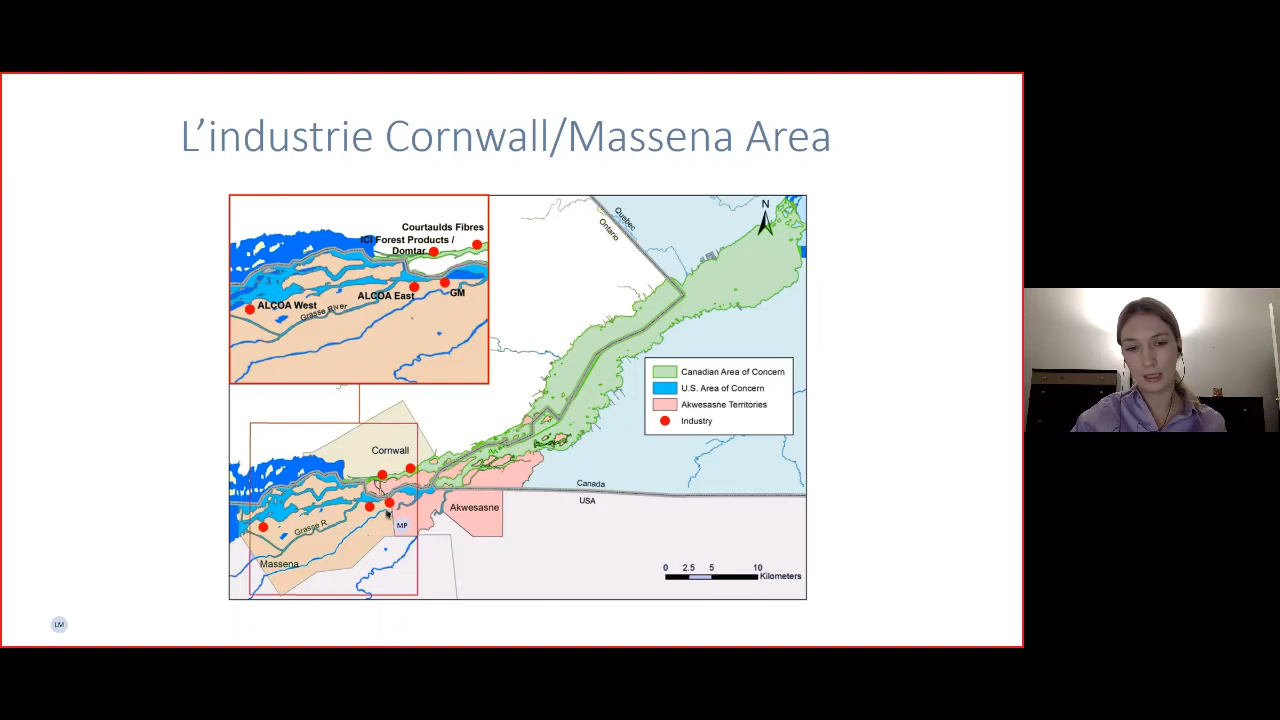 L’industrie Cornwall/Massena Area
Courtaulds Fibres
ICI Forest Products /
Domtar
ALCOA West
ALCOA East
GM
Grasse River
Quebec
Ontario
N
Canadian Area of Concern
U.S. Area of Concern
Akwesasne Territories
Industry
Cornwall
Canada
USA
Akwesasne
MP
Grasse R.
Massena
0 2.5 5 10
Kilometers
LM